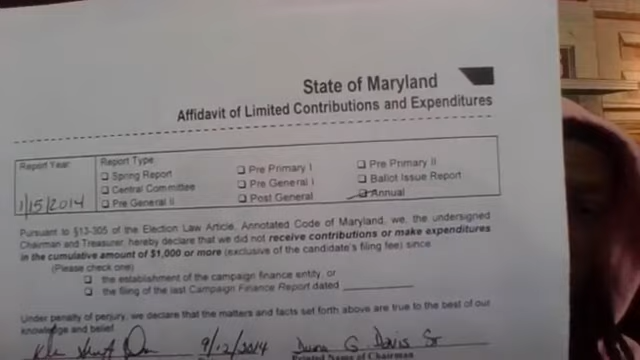 State of Maryland
Affidavit of Limited Contributions and Expenditures
Report Year: Report Type:
☐ Spring Report ☐ Pre Primary I ☐ Pre Primary II
☐ Central Committee ☐ Pre General I ☐ Ballot Issue Report
1/15/2014 ☐ Pre General II ☐ Post General ☐ Annual
Pursuant to §13-305 of the Election Law Article, Annotated Code of Maryland, we, the undersigned
Chairman and Treasurer, hereby declare that we did not receive contributions or make expenditures
in the cumulative amount of $1,000 or more (exclusive of the candidate's filing fee) since
(Please check one)
☐ the establishment of the campaign finance entity, or
☐ the filing of the last Campaign Finance Report dated
Under penalty of perjury, we declare that the matters and facts set forth above are true to the best of our
knowledge and belief.
9/12/2014 G. Davis Sr
Printed Name of Chairman